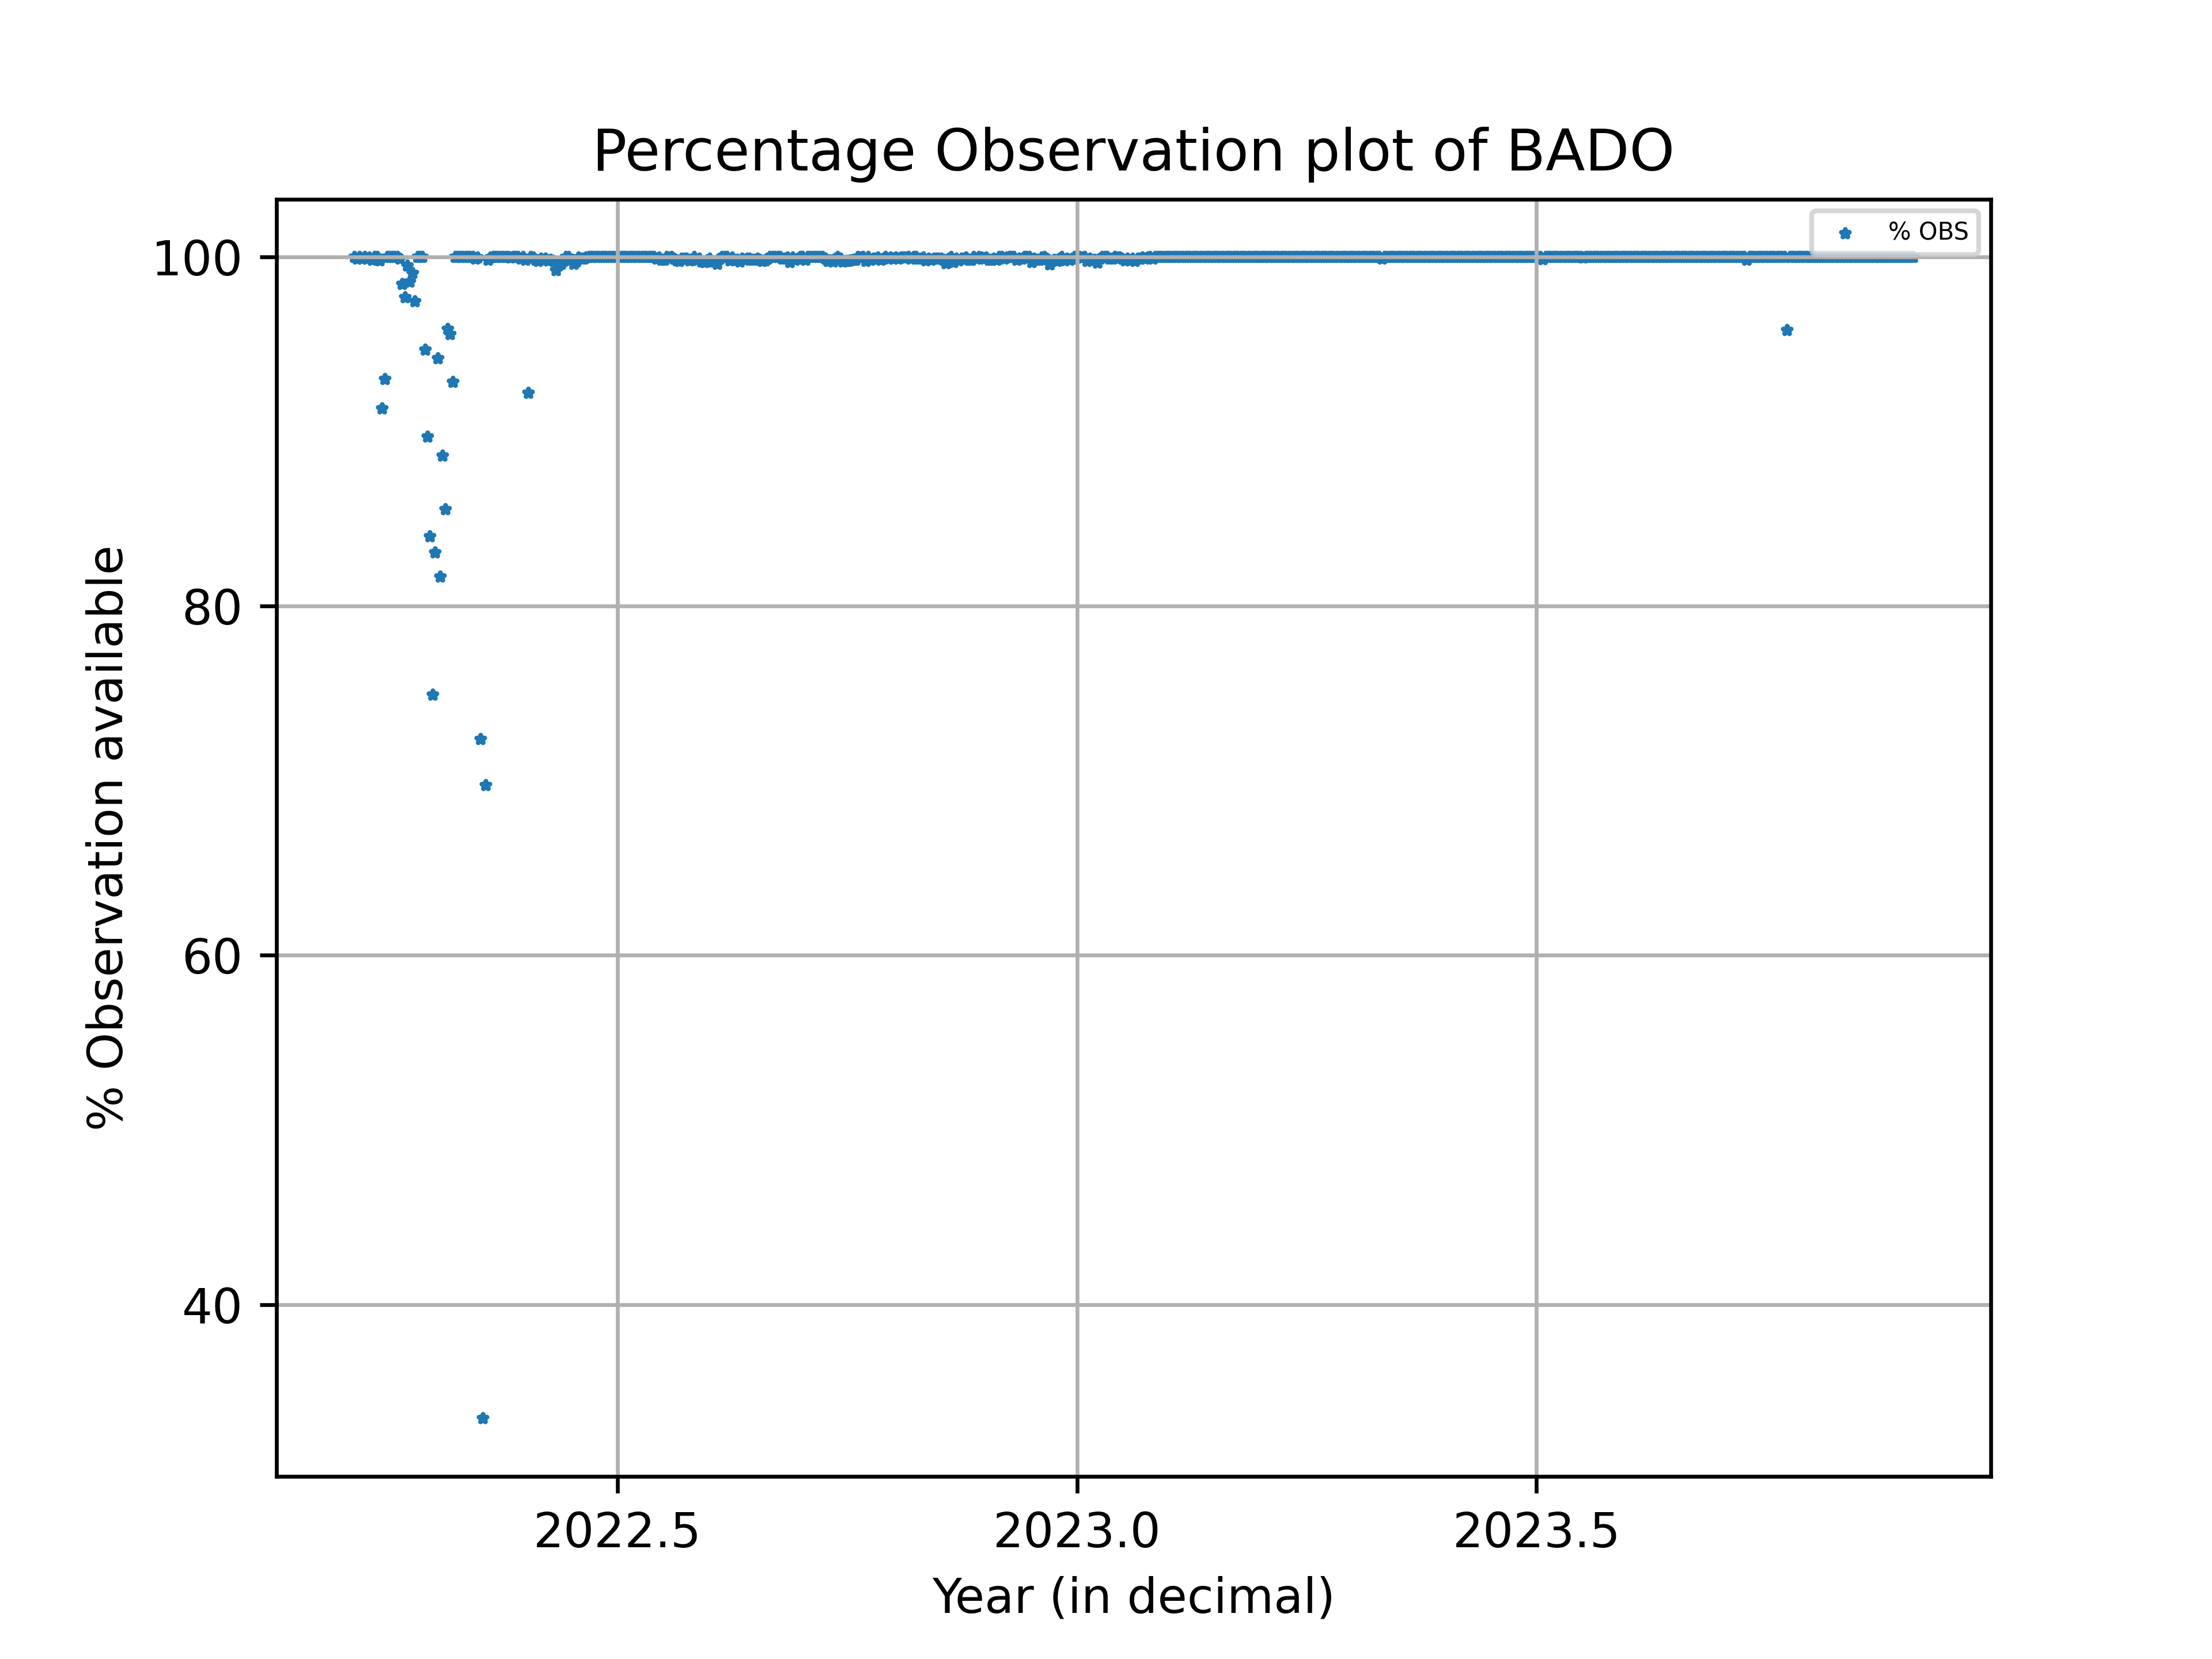 Percentage Observation plot of BADO
% OBS
100
80
60
40
% Observation available
2022.5 2023.0 2023.5
Year (in decimal)